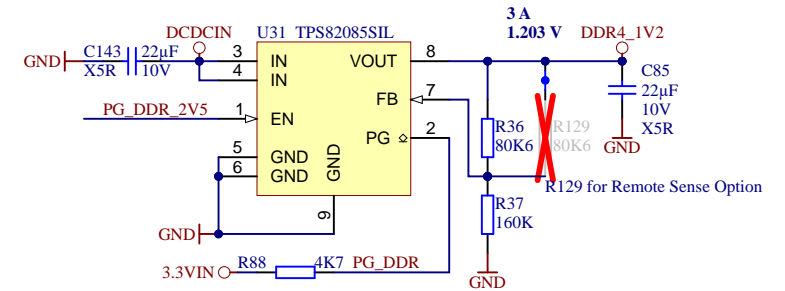 3 A
1.203 V
DCDCIN
U31 TPS82085SIL
DDR4_1V2
GND
C143
22µF
X5R
10V
3
IN
4
IN
VOUT
8
FB
7
PG_DDR_2V5
1
EN
PG
2
5
GND
6
GND
GND
9
GND
R36
80K6
R129
80K6
C85
22µF
10V
X5R
GND
R129 for Remote Sense Option
R37
160K
GND
3.3VIN
R88
4K7
PG_DDR